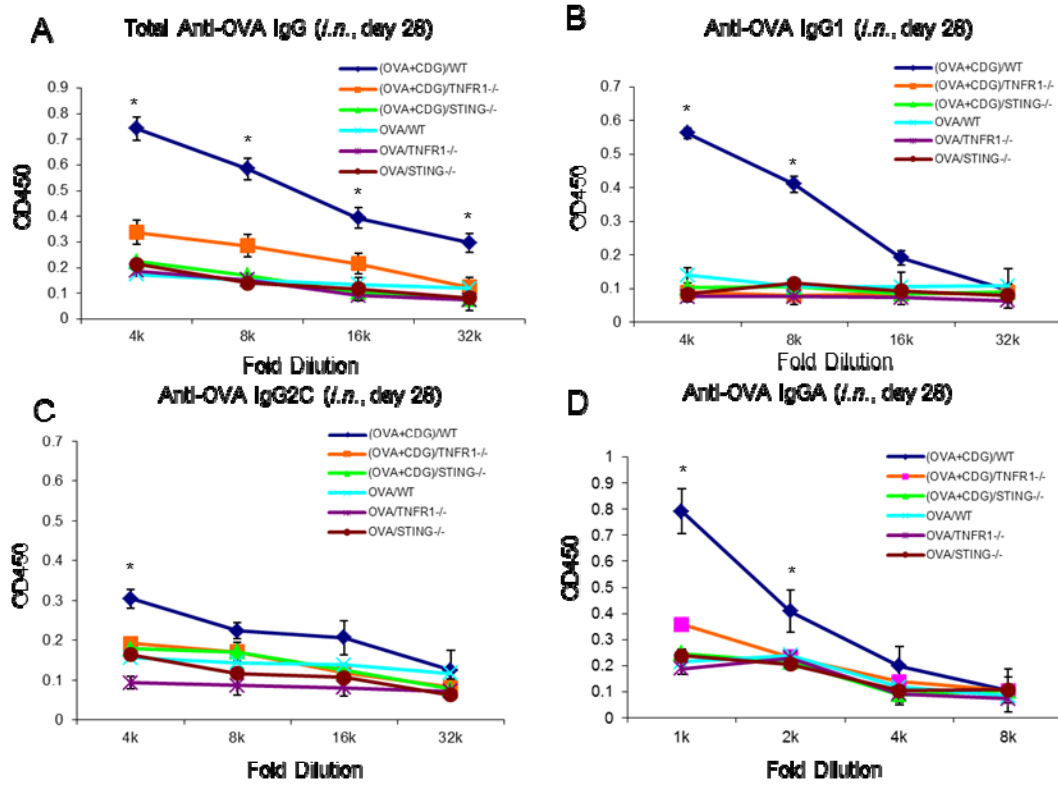 A
Total Anti-OVA IgG (i.n., day 28)
(OVA+CDG)/WT
(OVA+CDG)/TNFR1-/-
(OVA+CDG)/STING-/-
OVA/WT
OVA/TNFR1-/-
OVA/STING-/-
0.9
0.8
0.7
0.6
0.5
0.4
0.3
0.2
0.1
0
OD450
* * * *
4k 8k 16k 32k
Fold Dilution
B
Anti-OVA IgG1 (i.n., day 28)
(OVA+CDG)/WT
(OVA+CDG)/TNFR1-/-
(OVA+CDG)/STING-/-
OVA/WT
OVA/TNFR1-/-
OVA/STING-/-
0.7
0.6
0.5
0.4
0.3
0.2
0.1
0
OD450
* *
4k 8k 16k 32k
Fold Dilution
C
Anti-OVA IgG2C (i.n., day 28)
(OVA+CDG)/WT
(OVA+CDG)/TNFR1-/-
(OVA+CDG)/STING-/-
OVA/WT
OVA/TNFR1-/-
OVA/STING-/-
0.7
0.6
0.5
0.4
0.3
0.2
0.1
0
OD450
*
4k 8k 16k 32k
Fold Dilution
D
Anti-OVA IgGA (i.n., day 28)
(OVA+CDG)/WT
(OVA+CDG)/TNFR1-/-
(OVA+CDG)/STING-/-
OVA/WT
OVA/TNFR1-/-
OVA/STING-/-
1
0.9
0.8
0.7
0.6
0.5
0.4
0.3
0.2
0.1
0
OD450
* *
1k 2k 4k 8k
Fold Dilution